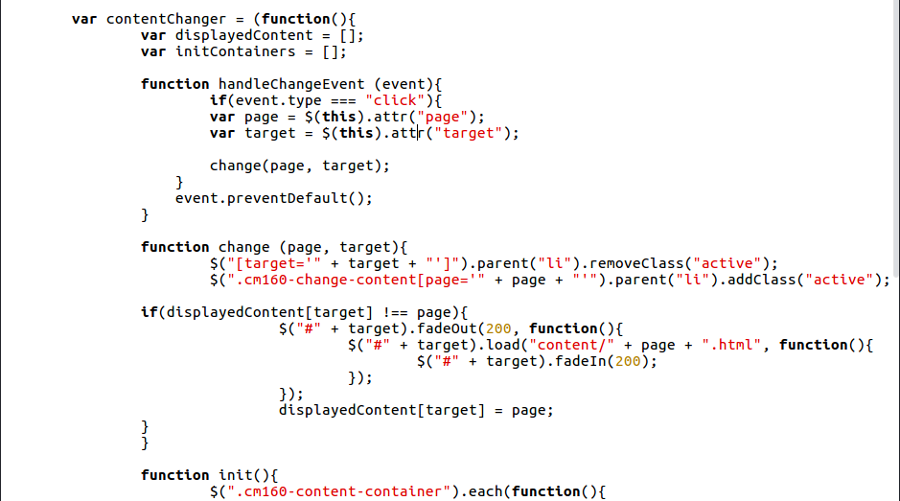 var contentChanger = (function(){
var displayedContent = [];
var initContainers = [];
function handleChangeEvent (event){
if(event.type === "click"){
var page = $(this).attr("page");
var target = $(this).attr("target");
change(page, target);
}
event.preventDefault();
}
function change (page, target){
$("[target='" + target + "']").parent("li").removeClass("active");
$(".cm160-change-content[page='" + page + "'").parent("li").addClass("active");
if(displayedContent[target] !== page){
$("#" + target).fadeOut(200, function(){
$("#" + target).load("content/" + page + ".html", function(){
$("#" + target).fadeIn(200);
});
});
displayedContent[target] = page;
}
}
function init(){
$(".cm160-content-container").each(function(){